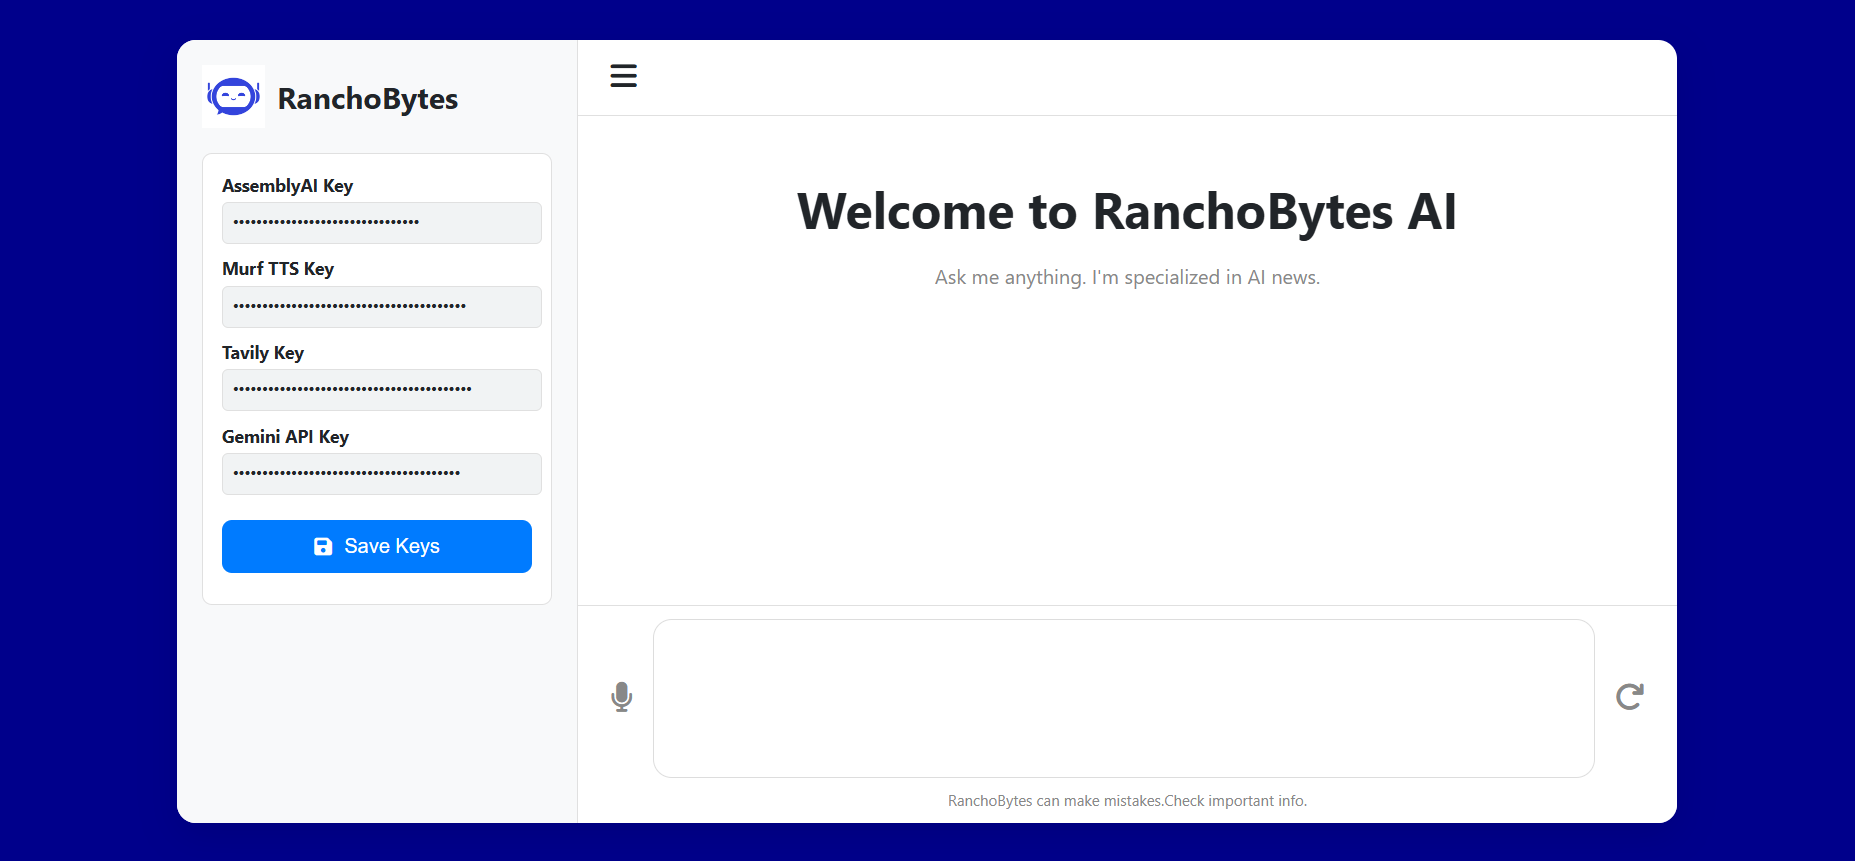 RanchoBytes
AssemblyAI Key
Murf TTS Key
Tavily Key
Gemini API Key
Save Keys
Welcome to RanchoBytes AI
Ask me anything. I'm specialized in AI news.
RanchoBytes can make mistakes.Check important info.